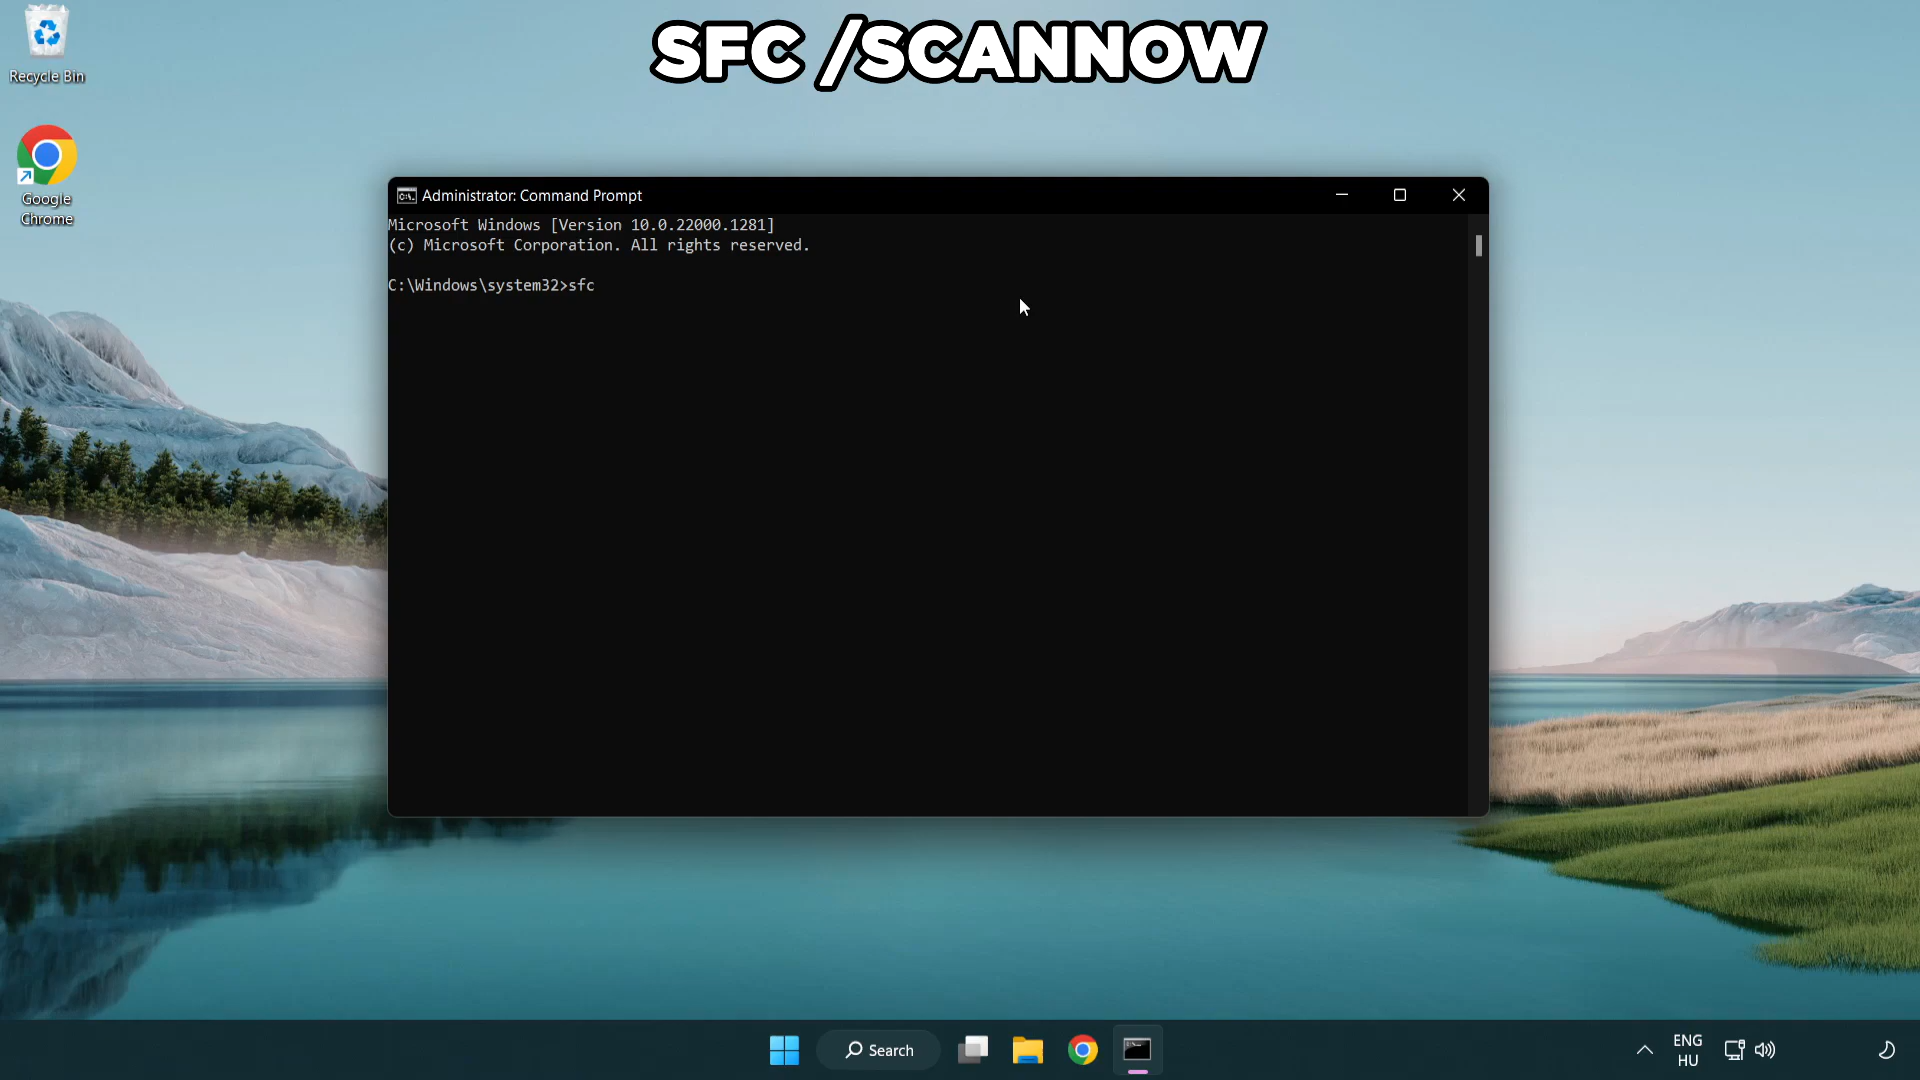 SFC /SCANNOW
Recycle Bin
Google
Chrome
Administrator: Command Prompt
Microsoft Windows [Version 10.0.22000.1281]
(c) Microsoft Corporation. All rights reserved.
C:\Windows\system32>sfc
Search
ENG
HU